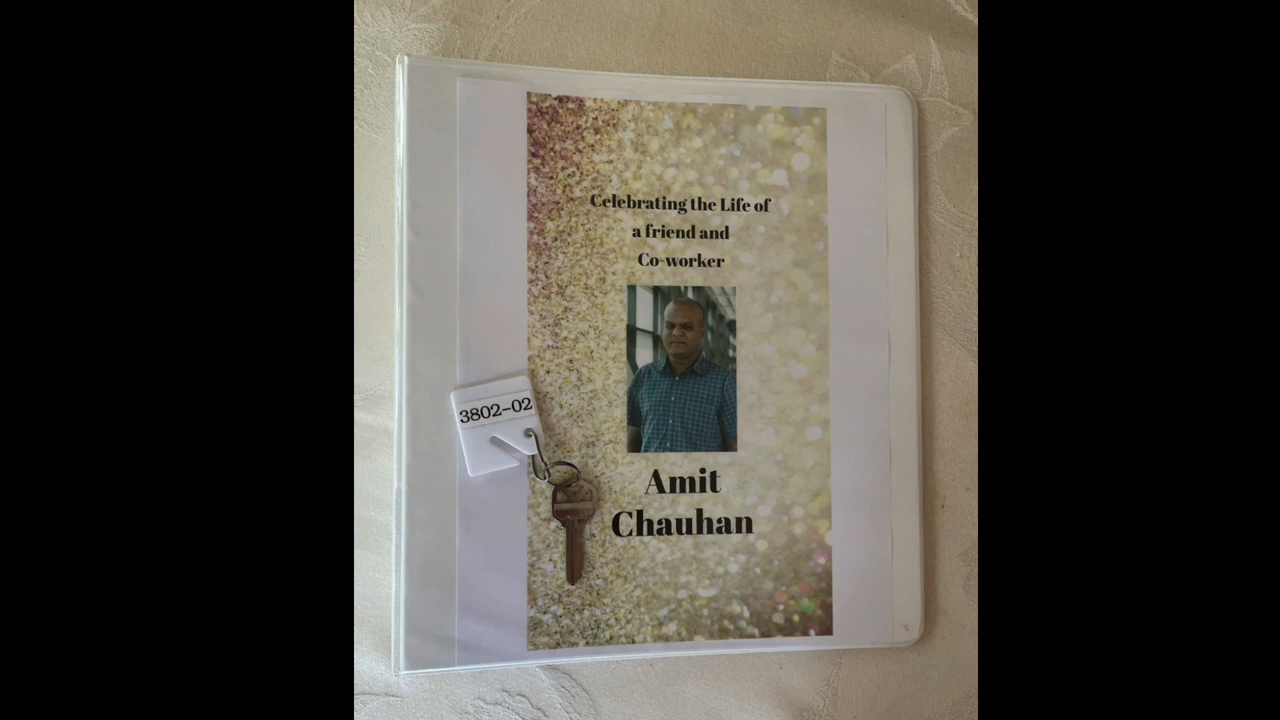 Celebrating the Life of
a friend and
Co-worker
3802-02
Amit
Chauhan